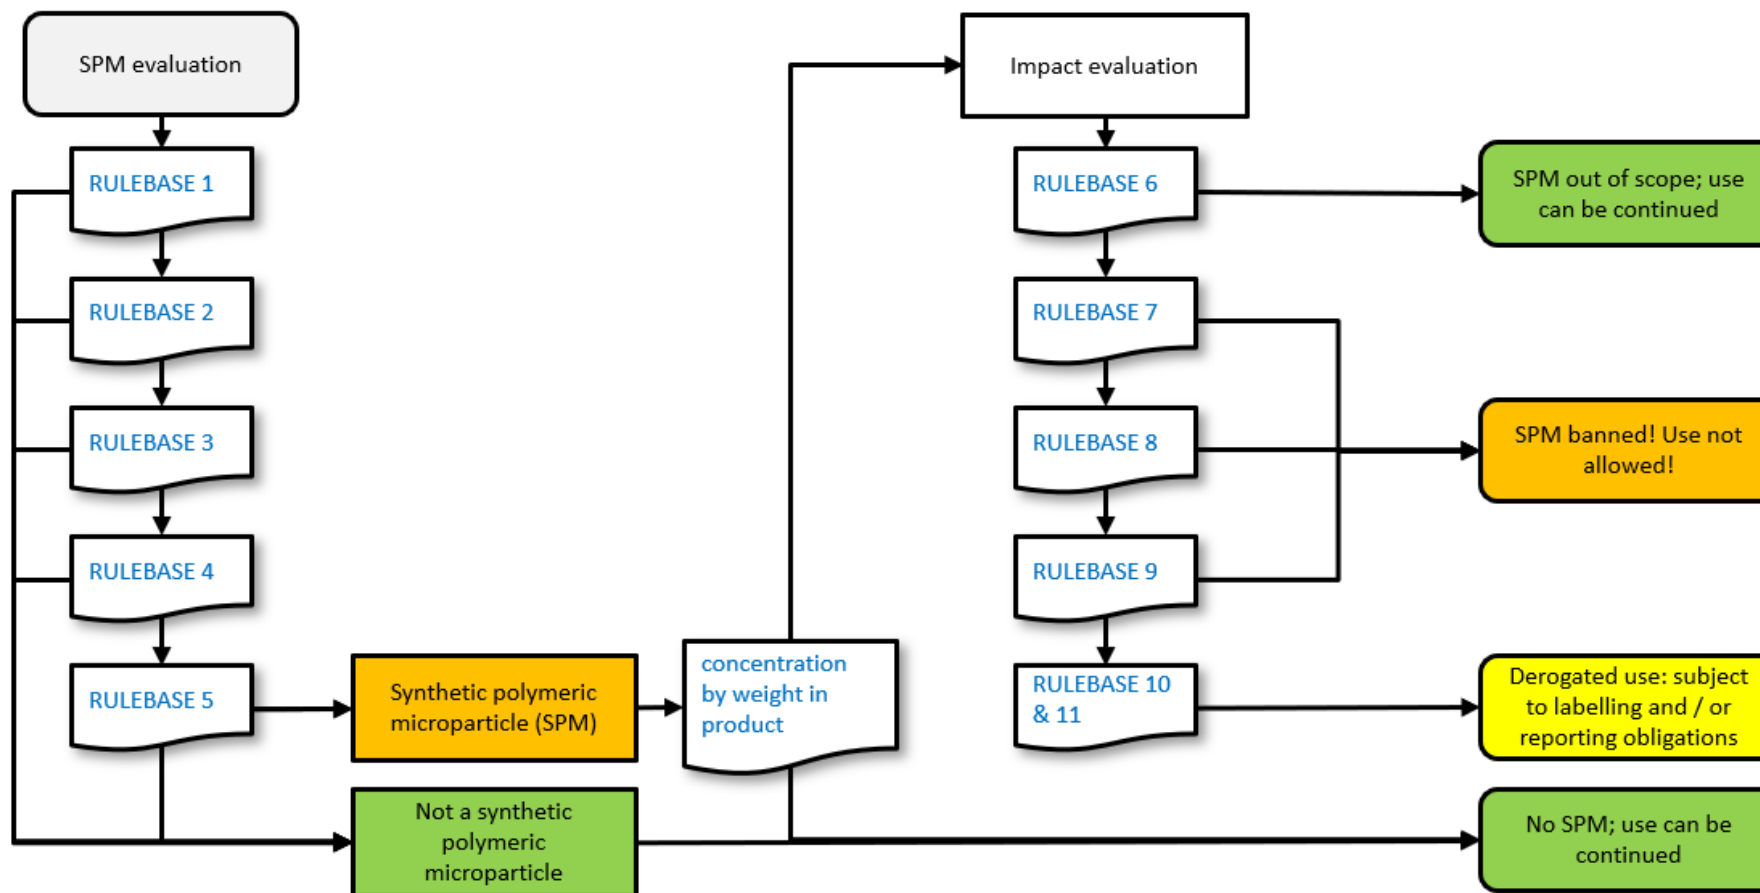 SPM evaluation
RULEBASE 1
RULEBASE 2
RULEBASE 3
RULEBASE 4
RULEBASE 5
Synthetic polymeric
microparticle (SPM)
Not a synthetic
polymeric
microparticle
concentration
by weight in
product
Impact evaluation
RULEBASE 6
RULEBASE 7
RULEBASE 8
RULEBASE 9
RULEBASE 10
& 11
SPM out of scope; use
can be continued
SPM banned! Use not
allowed!
Derogated use: subject
to labelling and / or
reporting obligations
No SPM; use can be
continued